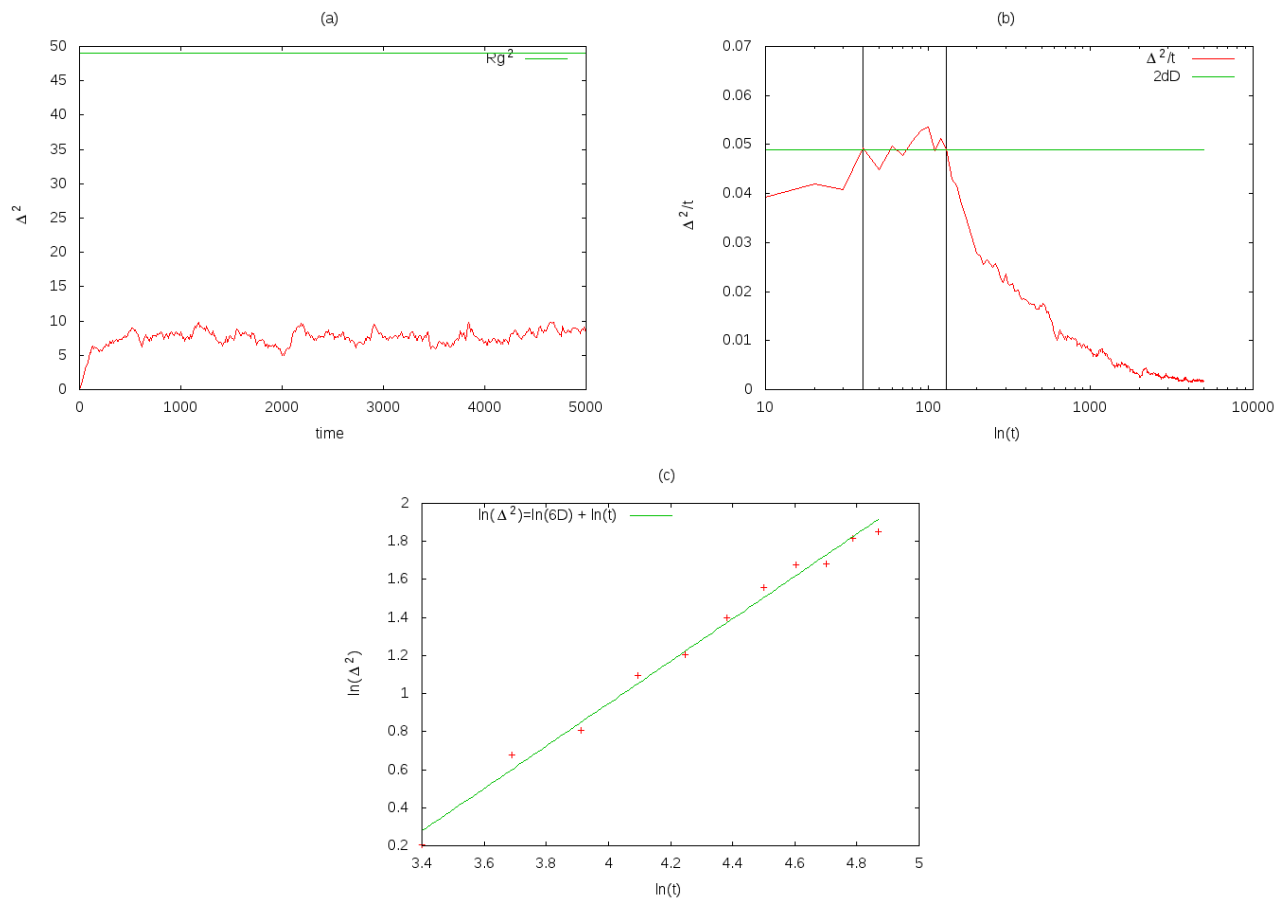 (a)
50
45
40
35
30
25
20
15
10
5
0
Δ²
Rg²
0 1000 2000 3000 4000 5000
time
(b)
0.07
0.06
0.05
0.04
0.03
0.02
0.01
0
Δ²/t
Δ²/t
2dD
10 100 1000 10000
ln(t)
(c)
2
1.8
1.6
1.4
1.2
1
0.8
0.6
0.4
0.2
ln(Δ²)
ln(Δ²)=ln(6D) + ln(t)
3.4 3.6 3.8 4 4.2 4.4 4.6 4.8 5
ln(t)